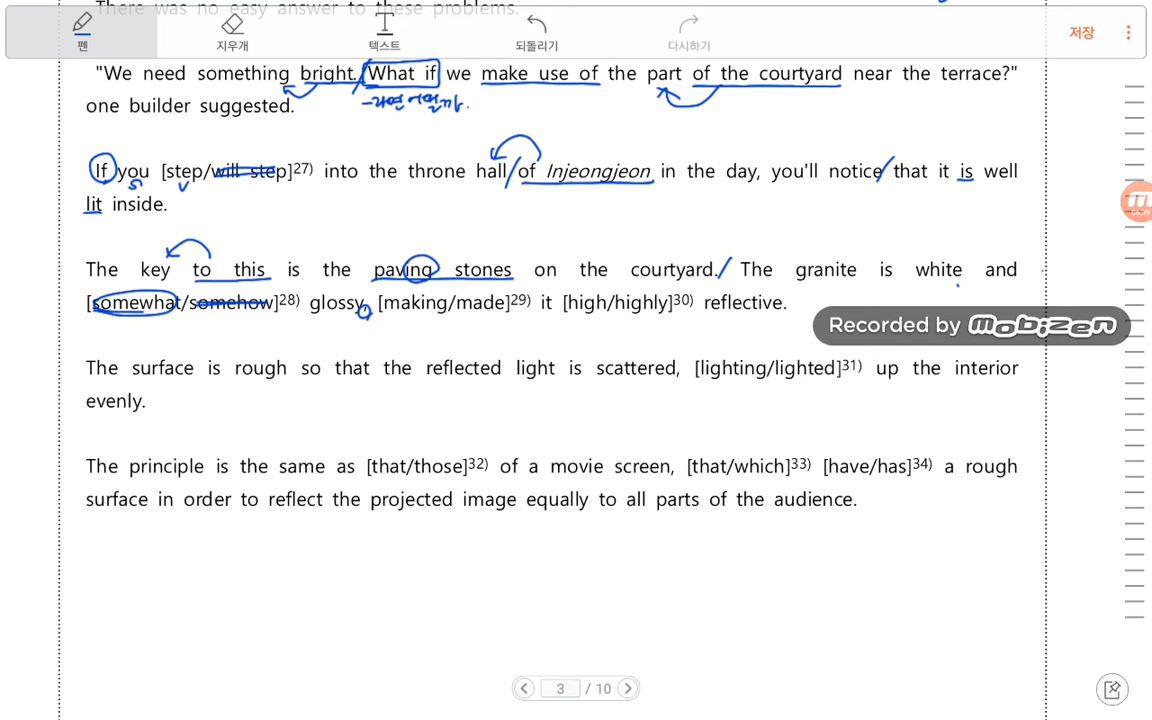 There was no easy answer to these problems.
펜 지우개 텍스트 되돌리기 다시하기 저장
"We need something bright. What if we make use of the part of the courtyard near the terrace?"
one builder suggested.
If you [step/will step]27) into the throne hall of Injeongjeon in the day, you'll notice that it is well
lit inside.
The key to this is the paving stones on the courtyard. The granite is white and
[somewhat/somehow]28) glossy, [making/made]29) it [high/highly]30) reflective.
Recorded by mobizen
The surface is rough so that the reflected light is scattered, [lighting/lighted]31) up the interior
evenly.
The principle is the same as [that/those]32) of a movie screen, [that/which]33) [have/has]34) a rough
surface in order to reflect the projected image equally to all parts of the audience.
3 / 10